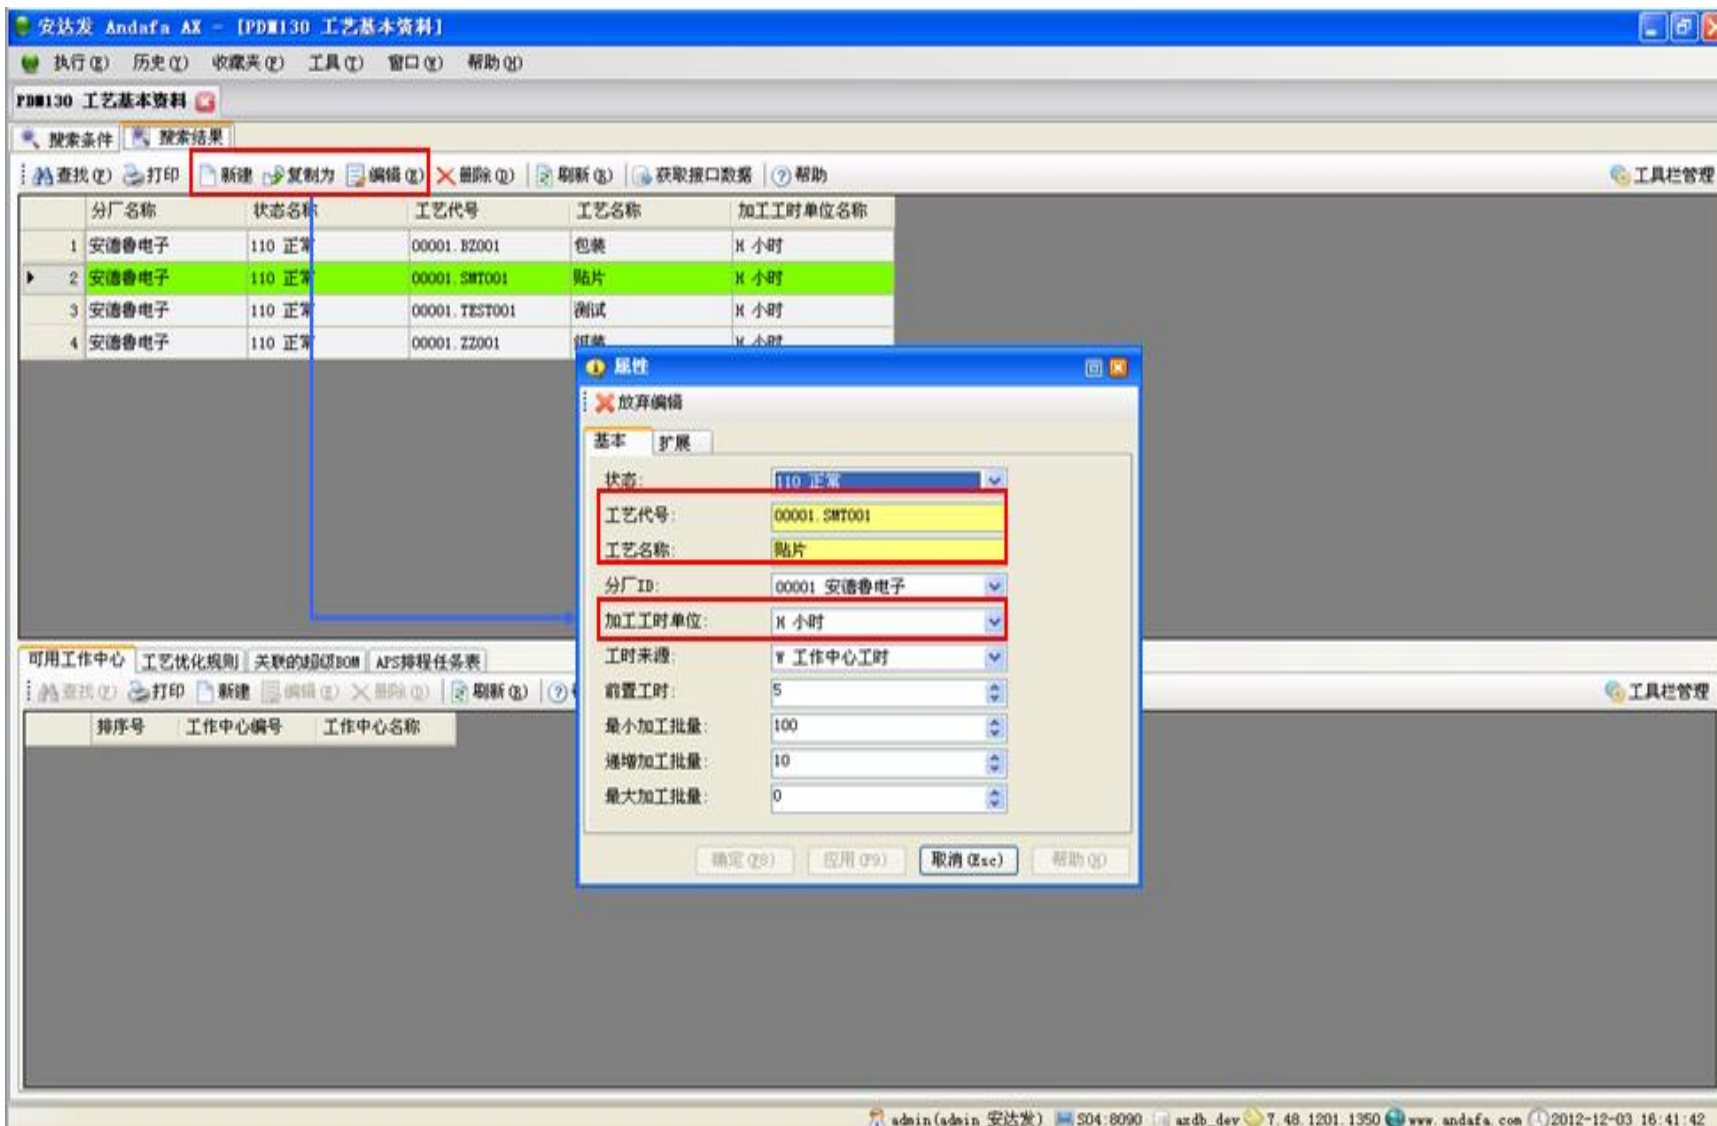 安达发 Andafa AX - [PDM130 工艺基本资料]
执行(E) 历史(Y) 收藏夹(F) 工具(T) 窗口(W) 帮助(H)
PDM130 工艺基本资料
搜索条件 搜索结果
查找(F) 打印 新建 复制为 编辑(E) 删除(D) 刷新(R) 获取接口数据 帮助 工具栏管理
分厂名称 状态名称 工艺代号 工艺名称 加工工时单位名称
1 安德鲁电子 110 正常 00001.BZ001 包装 H 小时
2 安德鲁电子 110 正常 00001.SMT001 贴片 H 小时
3 安德鲁电子 110 正常 00001.TEST001 测试 H 小时
4 安德鲁电子 110 正常 00001.ZZ001 组装 H 小时
属性
放弃编辑
基本 扩展
状态: 110 正常
工艺代号: 00001.SMT001
工艺名称: 贴片
分厂ID: 00001 安德鲁电子
加工工时单位: H 小时
工时来源: W 工作中心工时
前置工时: 5
最小加工批量: 100
递增加工批量: 10
最大加工批量: 0
确定(F8) 应用(F9) 取消(Esc) 帮助(H)
可用工作中心 工艺优化规则 关联的超级BOM APS排程任务表
查找(F) 打印 新建 编辑(E) 删除(D) 刷新(R) 工具栏管理
排序号 工作中心编号 工作中心名称
admin(admin 安达发) S04:8090 axdb_dev 7.48.1201.1350 www.andafa.com 2012-12-03 16:41:42